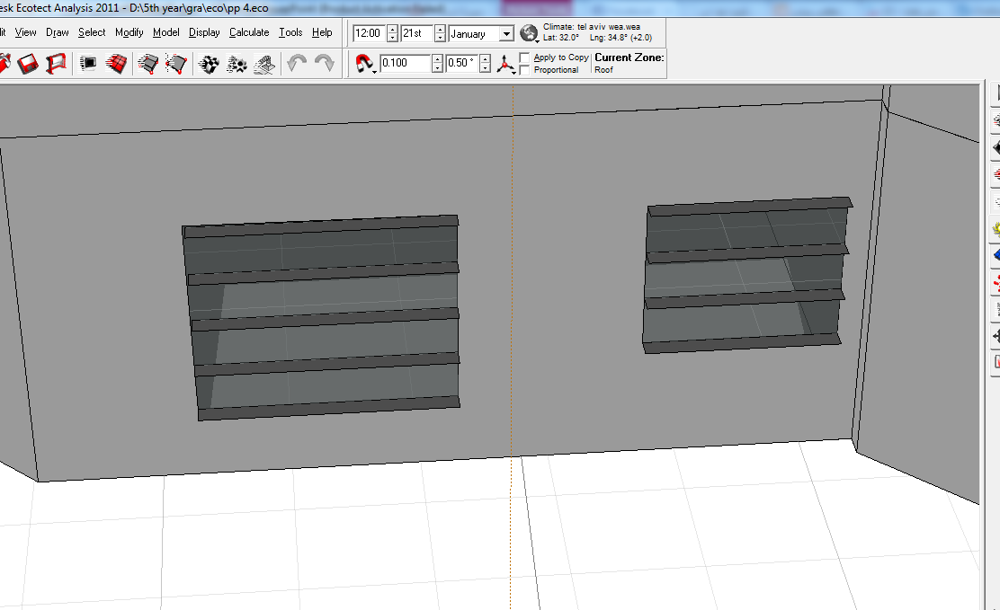 esk Ecotect Analysis 2011 - D:\5th year\gra\eco\pp 4.eco
it View Draw Select Modify Model Display Calculate Tools Help
12:00 21st January
Climate: tel aviv wea.wea
Lat: 32.0° Lng: 34.8° (+2.0)
0.100 0.50 °
Apply to Copy
Proportional
Current Zone:
Roof